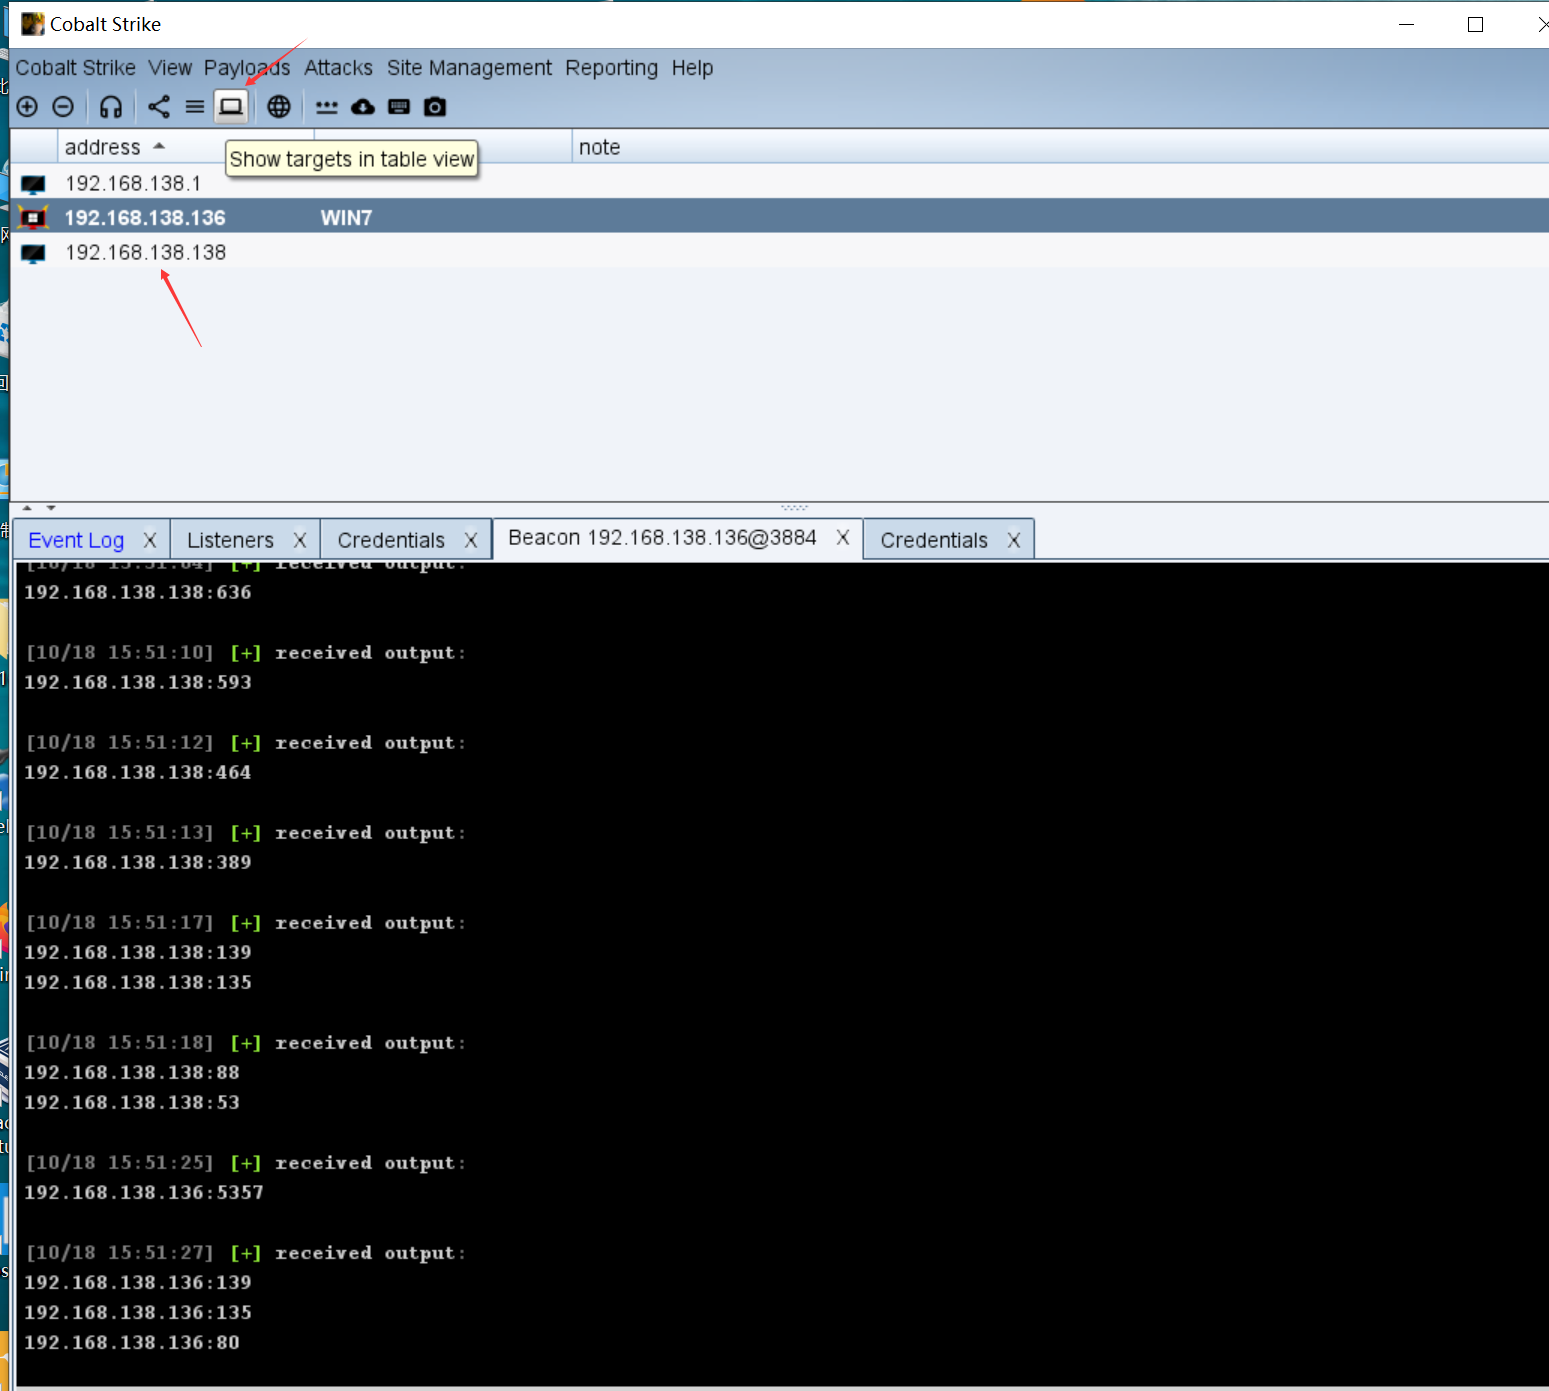 Cobalt Strike
Cobalt Strike View Payloads Attacks Site Management Reporting Help
address note
Show targets in table view
192.168.138.1
192.168.138.136 WIN7
192.168.138.138
Event Log X Listeners X Credentials X Beacon 192.168.138.136@3884 X Credentials X
[+] received output:
192.168.138.138:636
[10/18 15:51:10] [+] received output:
192.168.138.138:593
[10/18 15:51:12] [+] received output:
192.168.138.138:464
[10/18 15:51:13] [+] received output:
192.168.138.138:389
[10/18 15:51:17] [+] received output:
192.168.138.138:139
192.168.138.138:135
[10/18 15:51:18] [+] received output:
192.168.138.138:88
192.168.138.138:53
[10/18 15:51:25] [+] received output:
192.168.138.136:5357
[10/18 15:51:27] [+] received output:
192.168.138.136:139
192.168.138.136:135
192.168.138.136:80